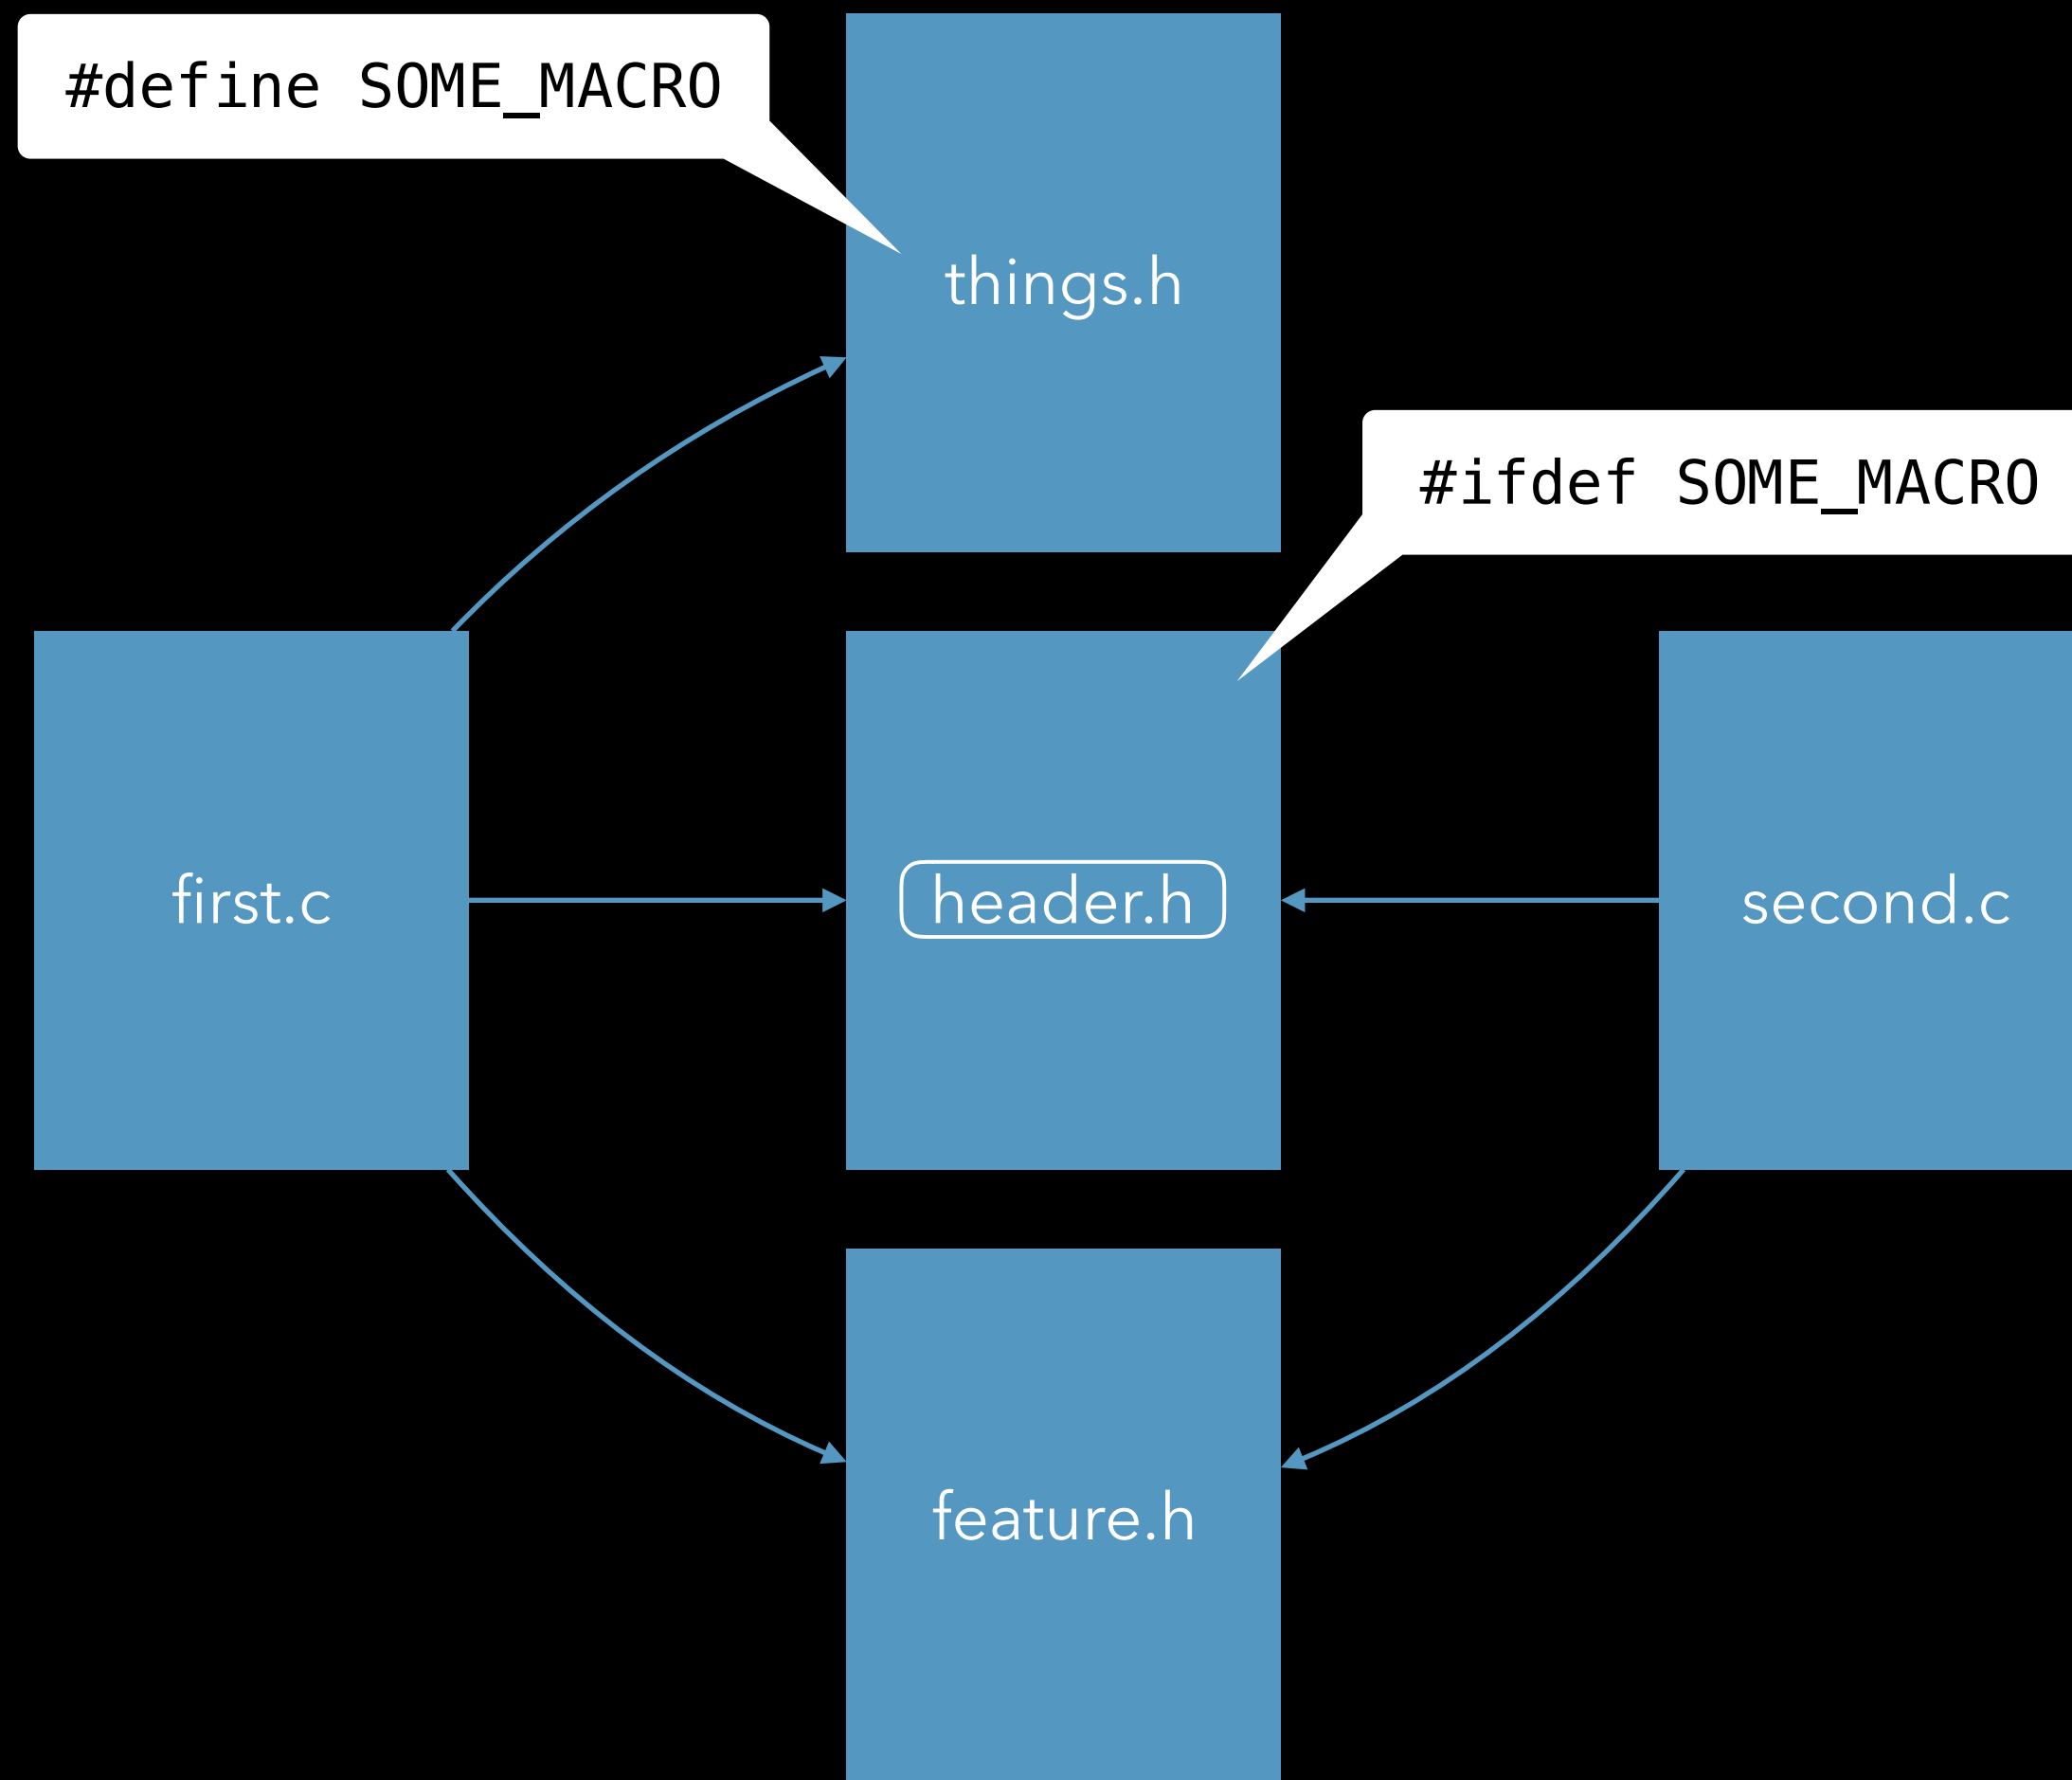 #define SOME_MACRO
things.h
#ifdef SOME_MACRO
first.c
header.h
second.c
feature.h